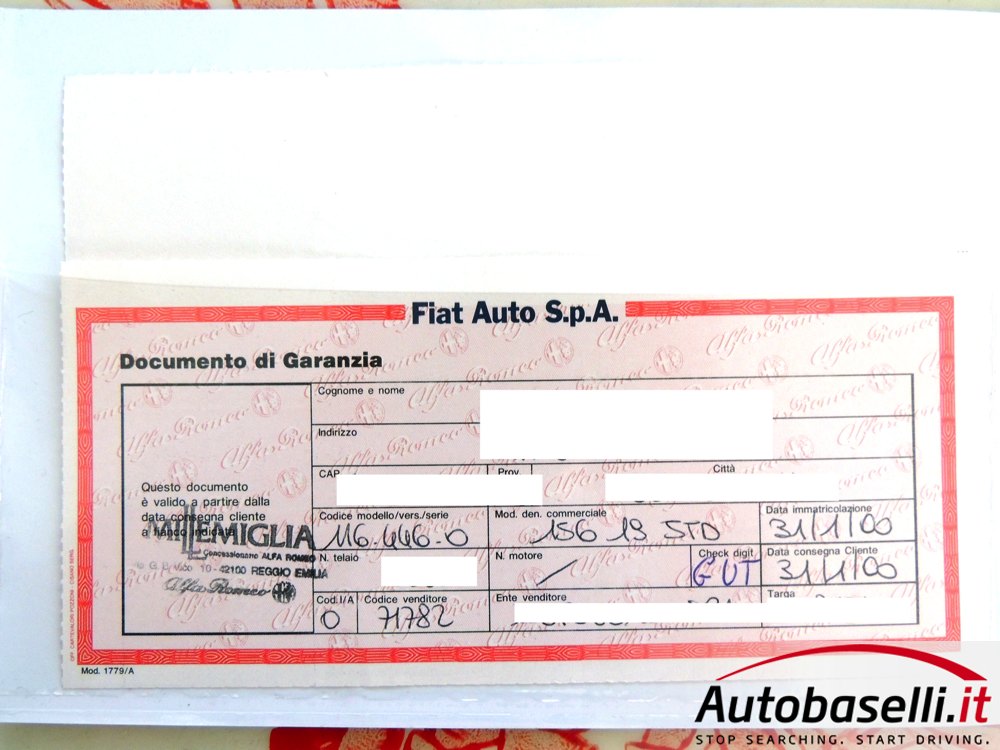 Fiat Auto S.p.A.
Documento di Garanzia
Cognome e nome
Indirizzo
CAP
Prov.
Città
Questo documento
è valido a partire dalla
data consegna cliente
a fianco indicata
MILLEMIGLIA
Concessionario ALFA ROMEO
10 - 42100 REGGIO EMILIA
Alfa Romeo
Codice modello/vers./serie
116.446-0
Mod. den. commerciale
156 19 STD
Data immatricolazione
31/1/00
N. telaio
N. motore
Check digit
GUT
Data consegna Cliente
31/1/00
Cod.I/A
0
Codice venditore
71782
Ente venditore
Targa
Mod. 1779/A
Autobaselli.it
STOP SEARCHING. START DRIVING.